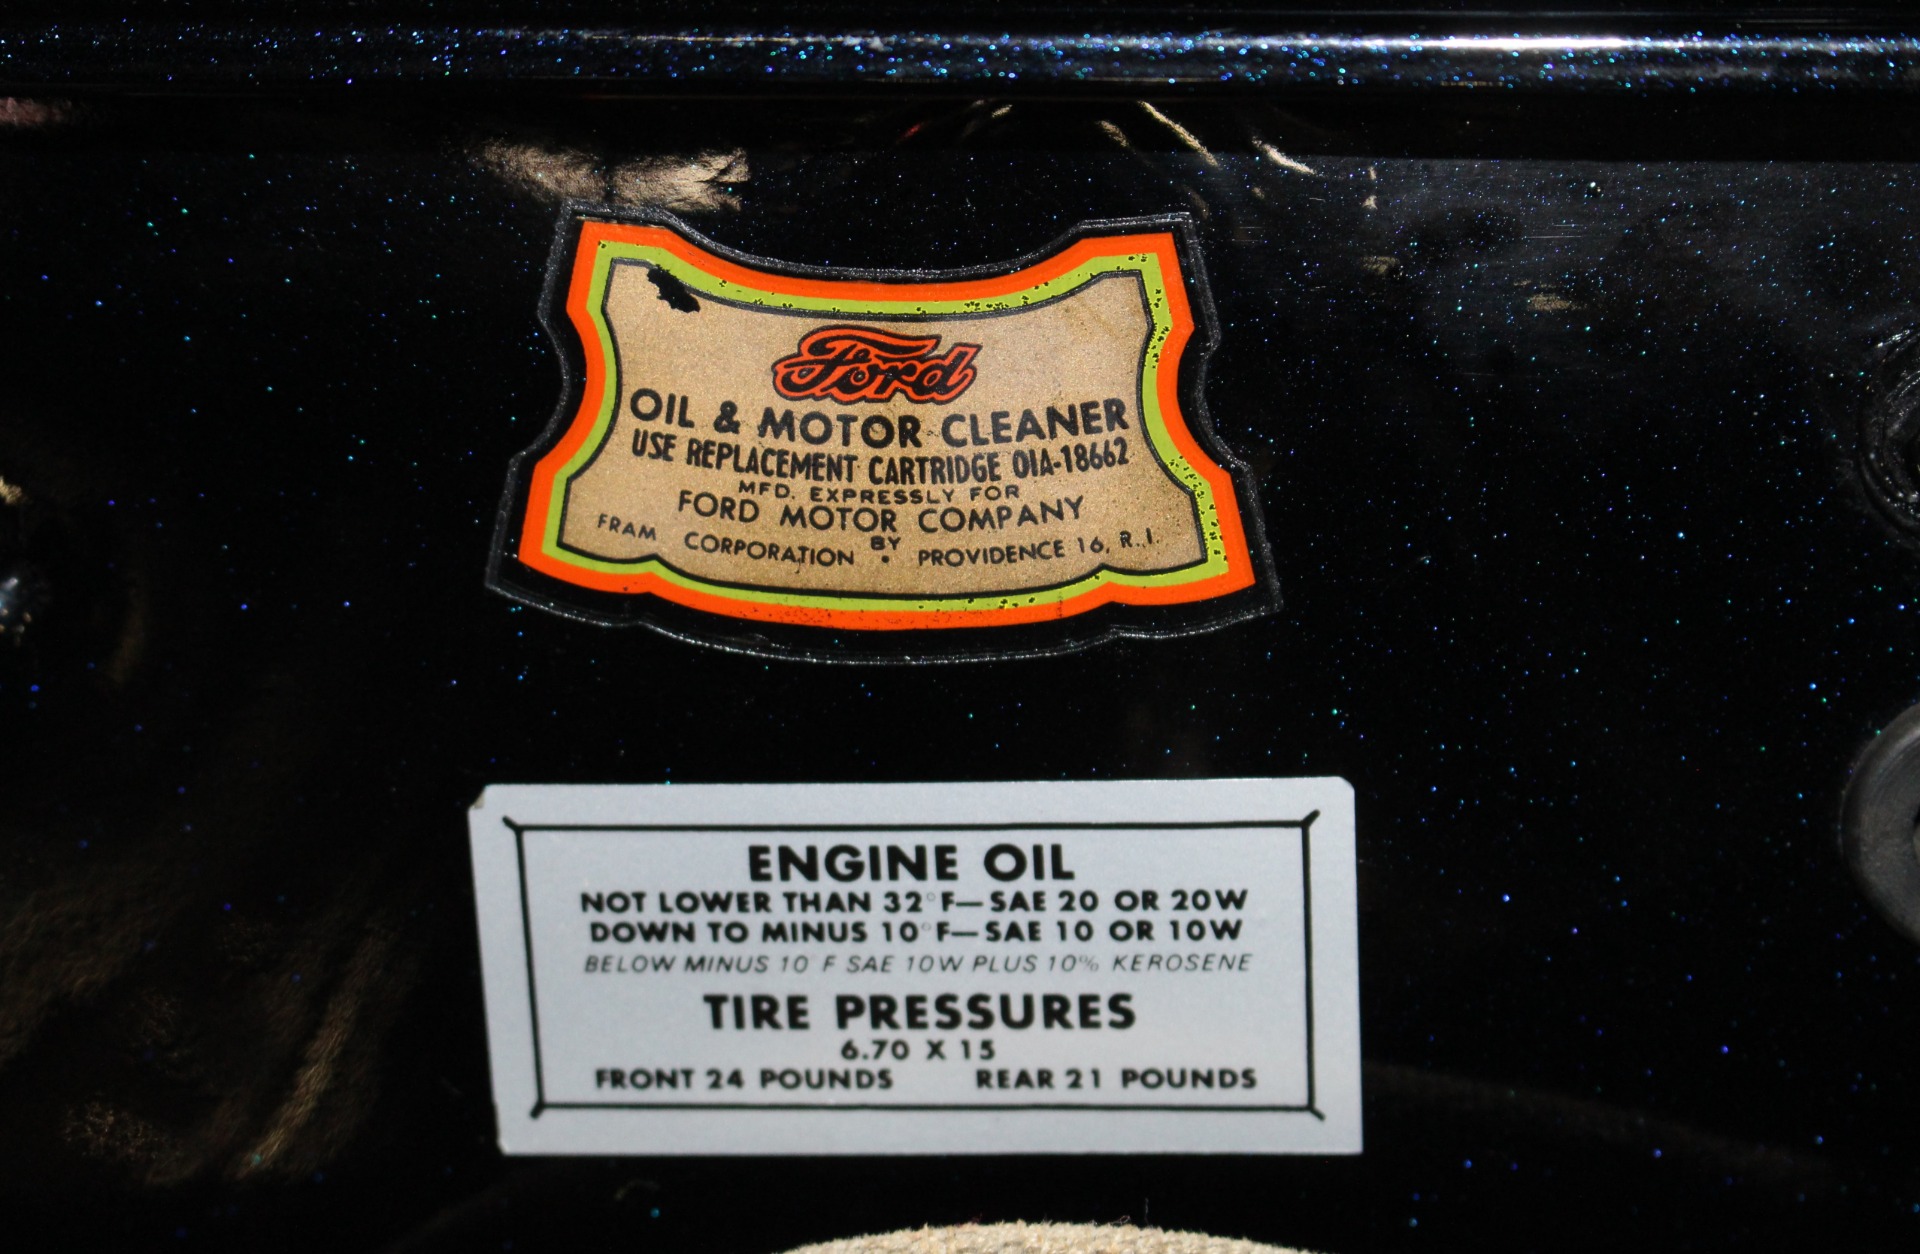 Ford
OIL & MOTOR CLEANER
USE REPLACEMENT CARTRIDGE 01A-18662
MFD. EXPRESSLY FOR
FORD MOTOR COMPANY
BY
FRAM CORPORATION • PROVIDENCE 16, R.I.
ENGINE OIL
NOT LOWER THAN 32°F—SAE 20 OR 20W
DOWN TO MINUS 10°F—SAE 10 OR 10W
BELOW MINUS 10 F SAE 10W PLUS 10% KEROSENE
TIRE PRESSURES
6.70 X 15
FRONT 24 POUNDS REAR 21 POUNDS